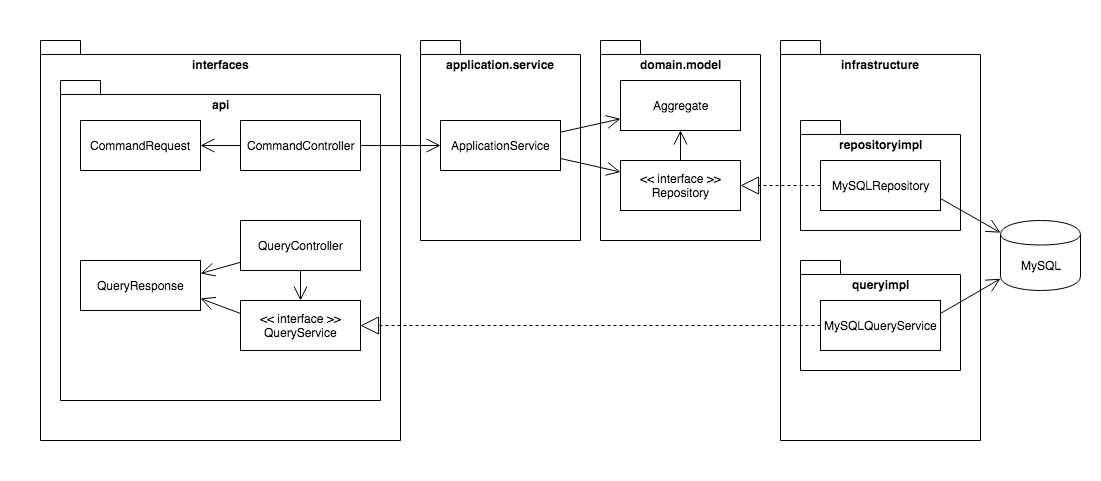 interfaces
api
CommandRequest
CommandController
QueryController
QueryResponse
<< interface >>
QueryService
application.service
ApplicationService
domain.model
Aggregate
<< interface >>
Repository
infrastructure
repositoryimpl
MySQLRepository
queryimpl
MySQLQueryService
MySQL